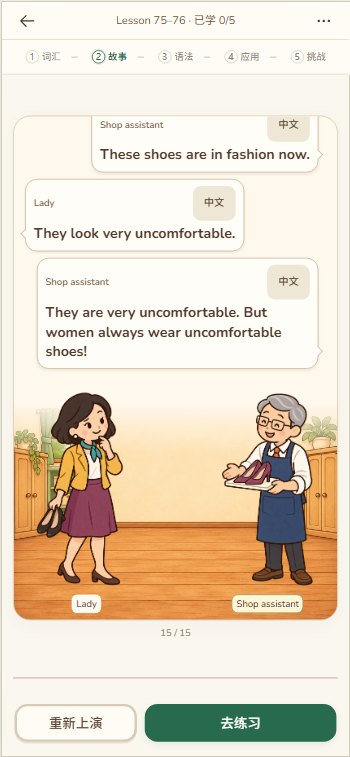 Lesson 75–76 · 已学 0/5
1 词汇 – 2 故事 – 3 语法 – 4 应用 – 5 挑战
Shop assistant 中文
These shoes are in fashion now.
Lady 中文
They look very uncomfortable.
Shop assistant 中文
They are very uncomfortable. But
women always wear uncomfortable
shoes!
Lady Shop assistant
15 / 15
重新上演 去练习